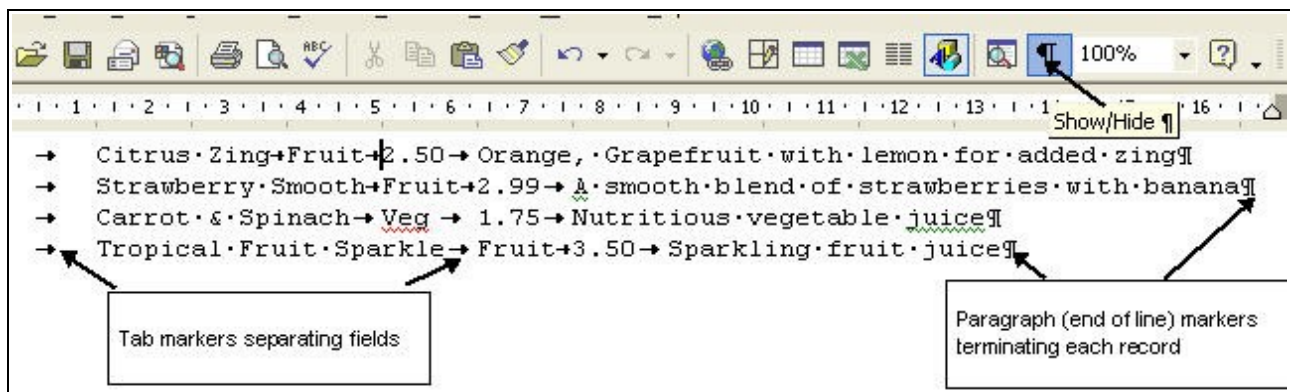 ABC
100%
1 2 3 4 5 6 7 8 9 10 11 12 13 16
Show/Hide ¶
→ Citrus·Zing→Fruit→2.50→Orange,·Grapefruit·with·lemon·for·added·zing¶
→ Strawberry·Smooth→Fruit→2.99→A·smooth·blend·of·strawberries·with·banana¶
→ Carrot·&·Spinach→Veg→1.75→Nutritious·vegetable·juice¶
→ Tropical·Fruit·Sparkle→Fruit→3.50→Sparkling·fruit·juice¶
Tab markers separating fields
Paragraph (end of line) markers
terminating each record